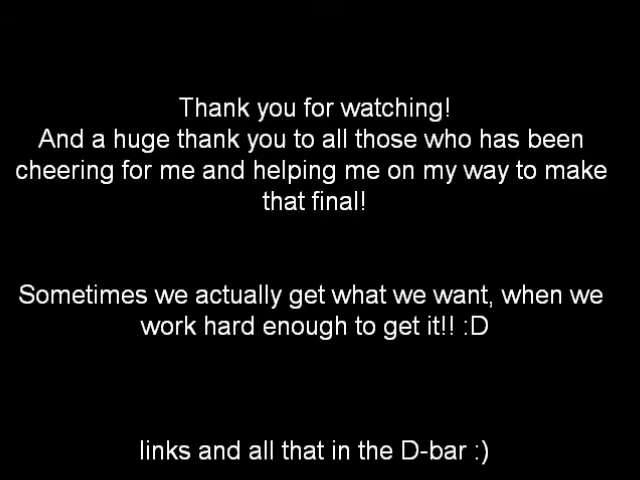 Thank you for watching!
And a huge thank you to all those who has been
cheering for me and helping me on my way to make
that final!
Sometimes we actually get what we want, when we
work hard enough to get it!! :D
links and all that in the D-bar :)